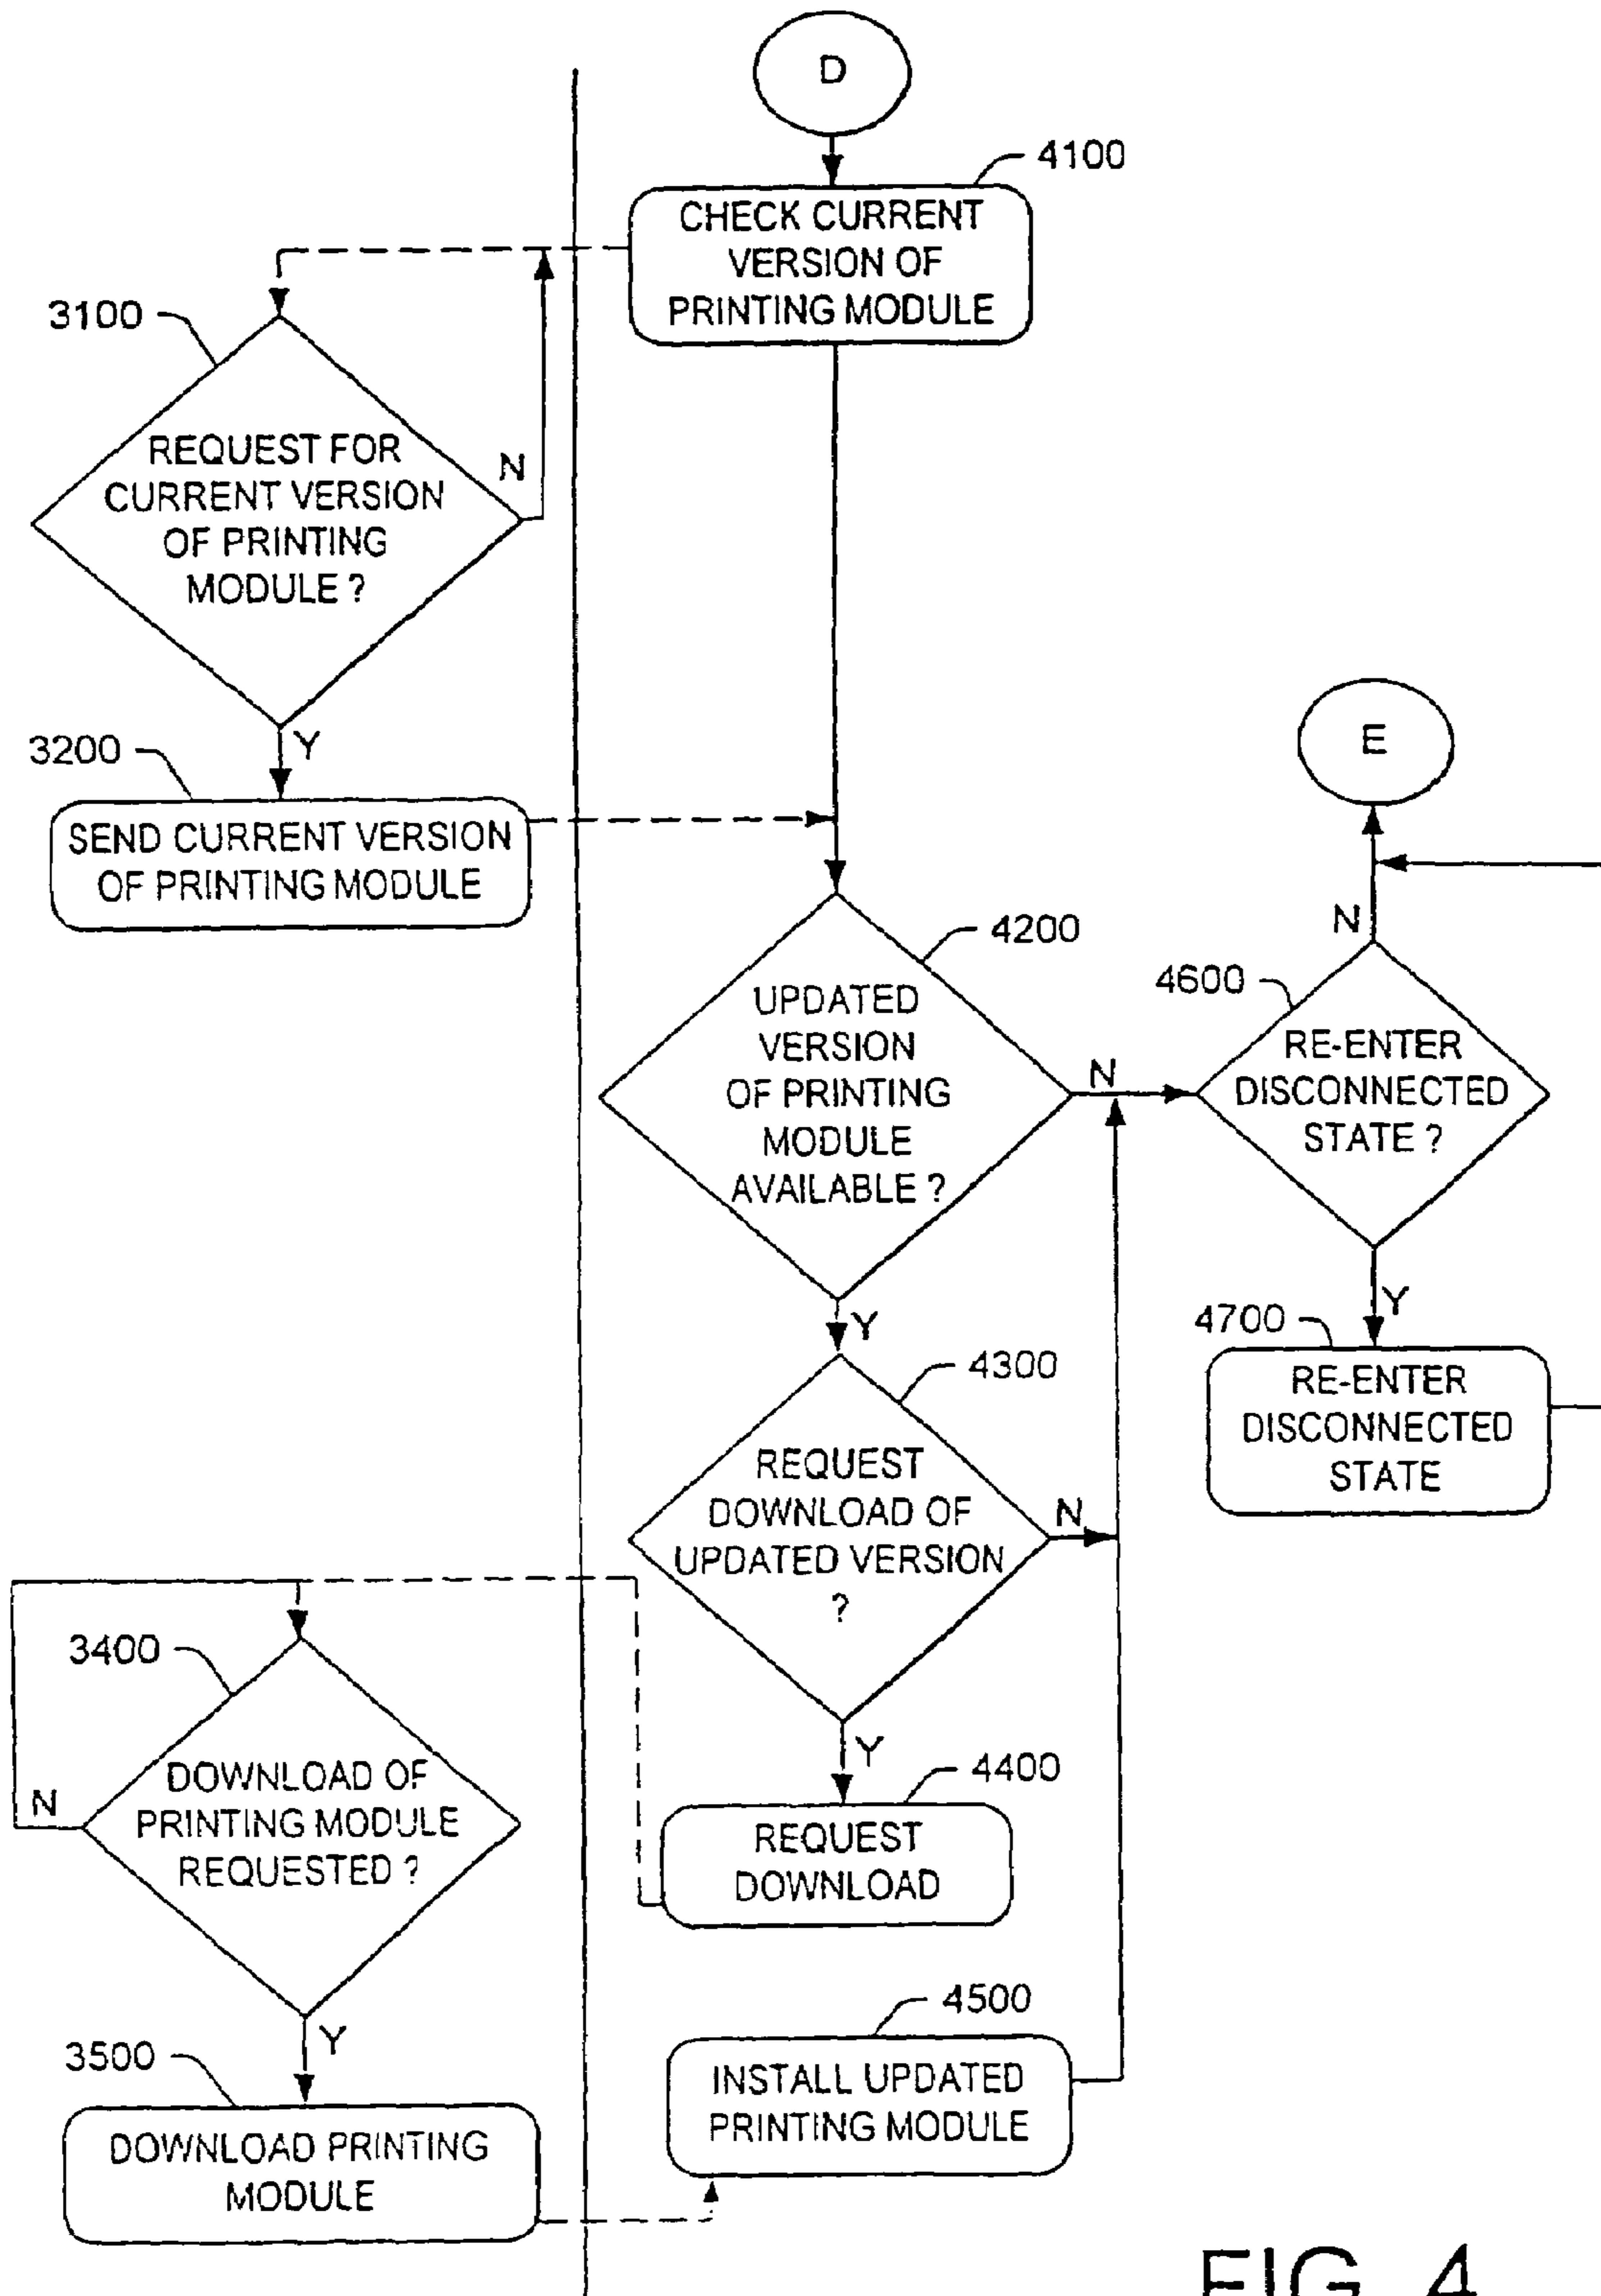 D
4100
CHECK CURRENT
VERSION OF
PRINTING MODULE
3100
REQUEST FOR
CURRENT VERSION
OF PRINTING
MODULE ?
N
Y
3200
SEND CURRENT VERSION
OF PRINTING MODULE
E
4200
UPDATED
VERSION
OF PRINTING
MODULE
AVAILABLE ?
N
Y
4600
N
RE-ENTER
DISCONNECTED
STATE ?
Y
4700
RE-ENTER
DISCONNECTED
STATE
4300
REQUEST
DOWNLOAD OF
UPDATED VERSION
?
N
Y
4400
REQUEST
DOWNLOAD
3400
DOWNLOAD OF
PRINTING MODULE
REQUESTED ?
N
Y
3500
DOWNLOAD PRINTING
MODULE
4500
INSTALL UPDATED
PRINTING MODULE
FIG. 4